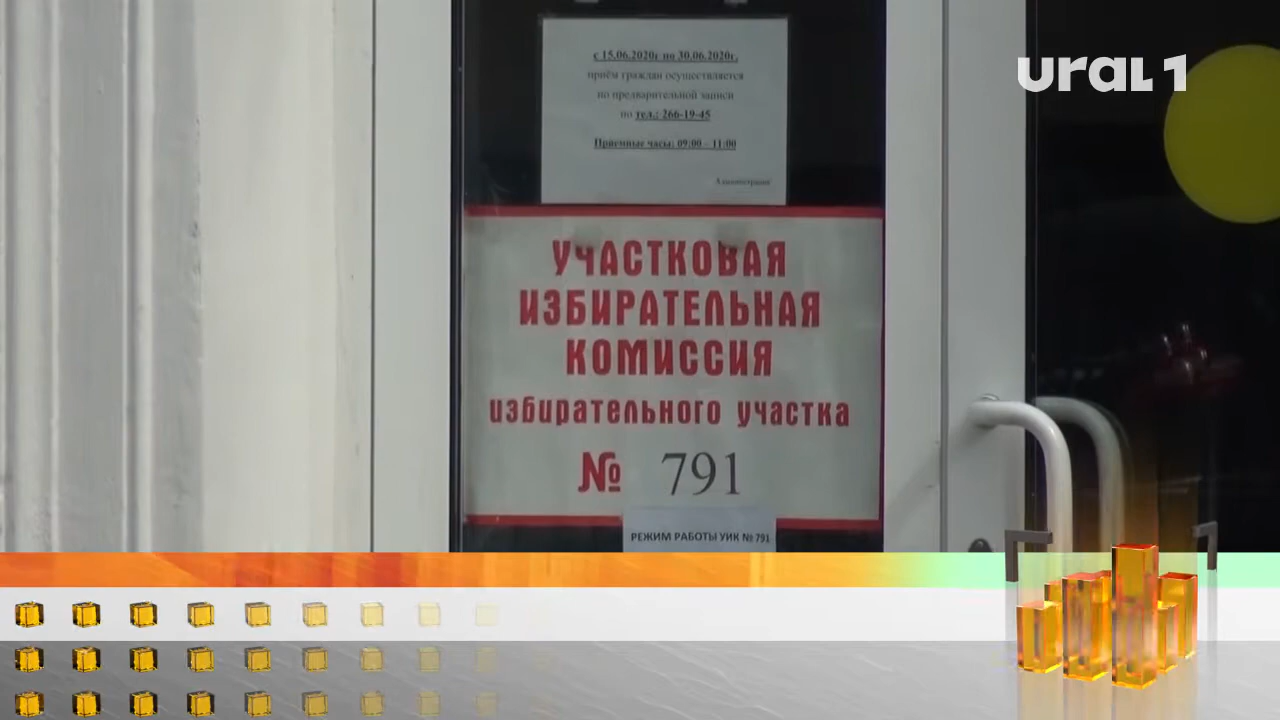 с 15.06.2020г по 30.06.2020г.
приём граждан осуществляется
по предварительной записи
по тел.: 266-19-45
Приемные часы: 09:00 – 11:00
Администрация
ural 1
УЧАСТКОВАЯ
ИЗБИРАТЕЛЬНАЯ
КОМИССИЯ
избирательного участка
№ 791
РЕЖИМ РАБОТЫ УИК № 791